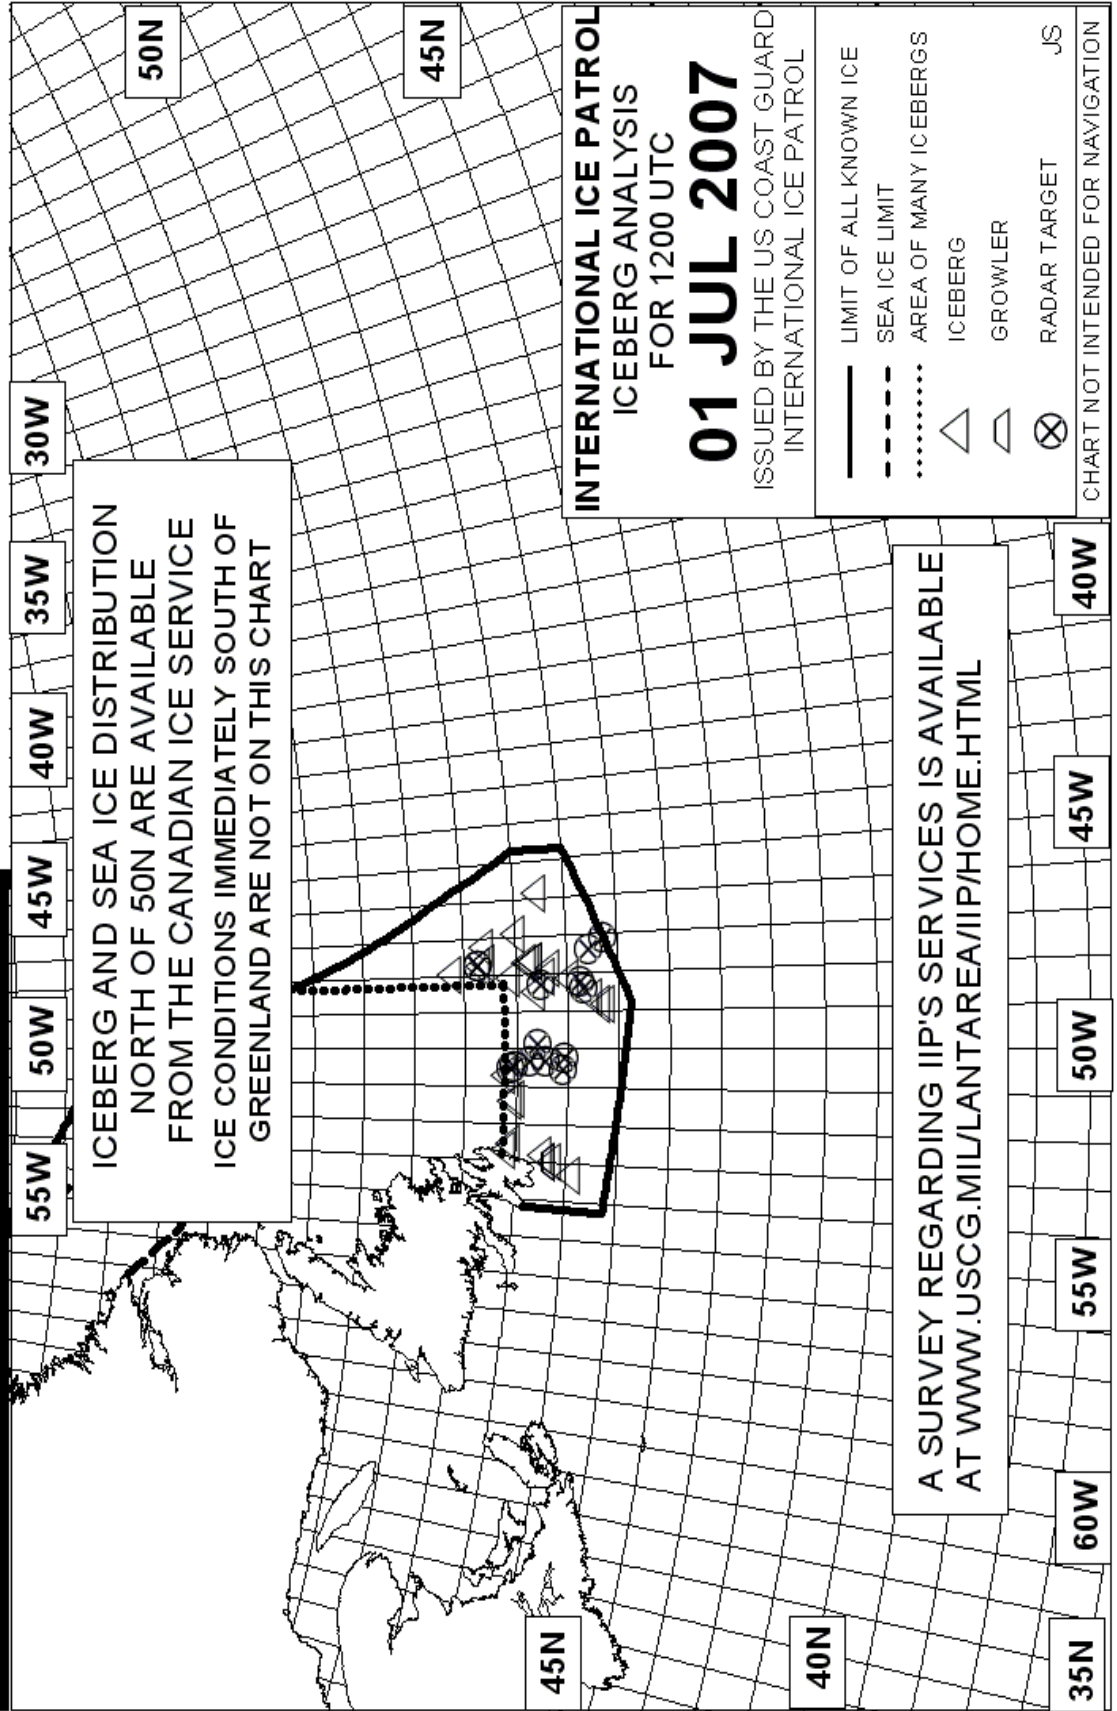 50N
45N
30W
35W
40W
45W
50W
55W
ICEBERG AND SEA ICE DISTRIBUTION
NORTH OF 50N ARE AVAILABLE
FROM THE CANADIAN ICE SERVICE
ICE CONDITIONS IMMEDIATELY SOUTH OF
GREENLAND ARE NOT ON THIS CHART
INTERNATIONAL ICE PATROL
ICEBERG ANALYSIS
FOR 1200 UTC
01 JUL 2007
ISSUED BY THE US COAST GUARD
INTERNATIONAL ICE PATROL
LIMIT OF ALL KNOWN ICE
SEA ICE LIMIT
AREA OF MANY ICEBERGS
ICEBERG
GROWLER
RADAR TARGET
JS
CHART NOT INTENDED FOR NAVIGATION
A SURVEY REGARDING IIP'S SERVICES IS AVAILABLE
AT WWW.USCG.MIL/LANTAREA/IIP/HOME.HTML
40W
45W
50W
55W
60W
45N
40N
35N